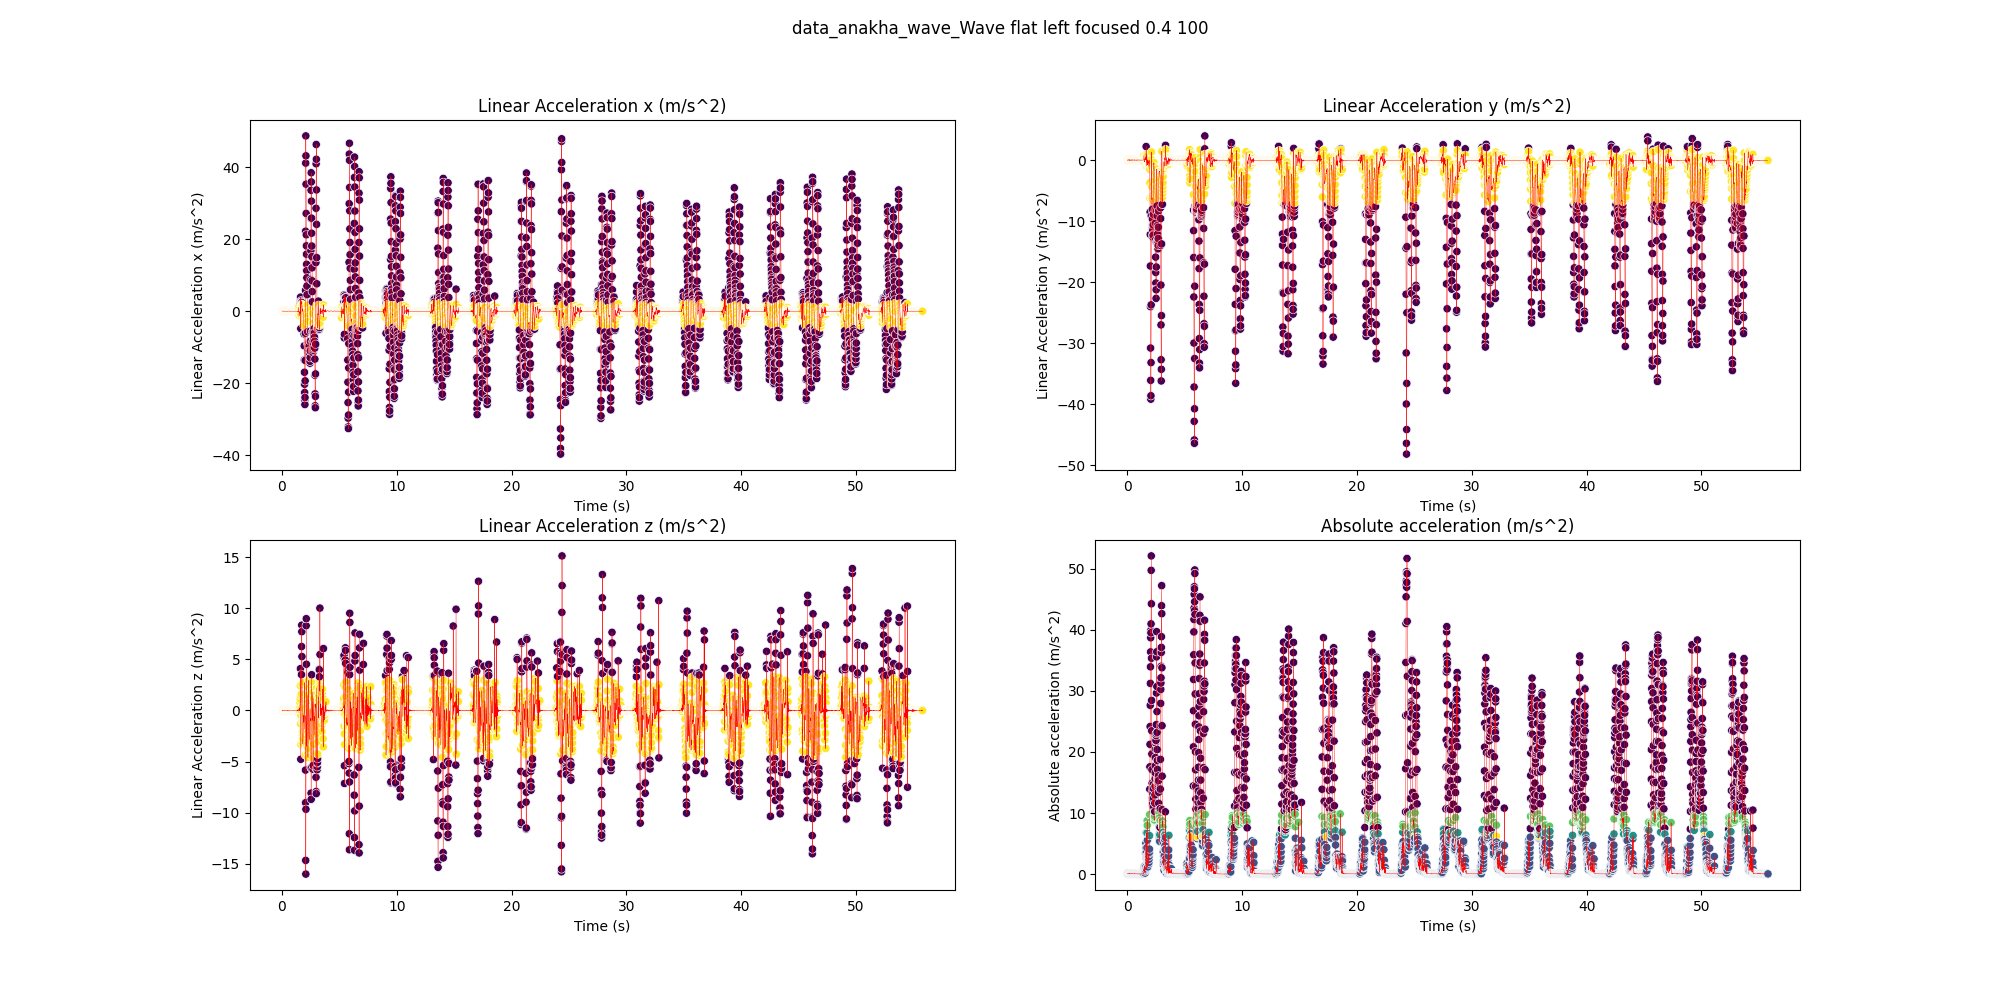 data_anakha_wave_Wave flat left focused 0.4 100
Linear Acceleration x (m/s^2)
Linear Acceleration x (m/s^2)
40
20
0
−20
−40
0 10 20 30 40 50
Time (s)
Linear Acceleration y (m/s^2)
Linear Acceleration y (m/s^2)
0
−10
−20
−30
−40
−50
0 10 20 30 40 50
Time (s)
Linear Acceleration z (m/s^2)
Linear Acceleration z (m/s^2)
15
10
5
0
−5
−10
−15
0 10 20 30 40 50
Time (s)
Absolute acceleration (m/s^2)
Absolute acceleration (m/s^2)
50
40
30
20
10
0
0 10 20 30 40 50
Time (s)